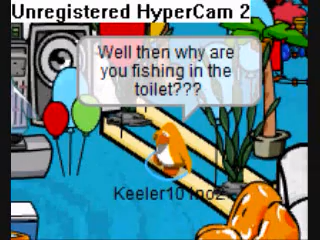 Unregistered HyperCam 2
Well then why are
you fishing in the
toilet???